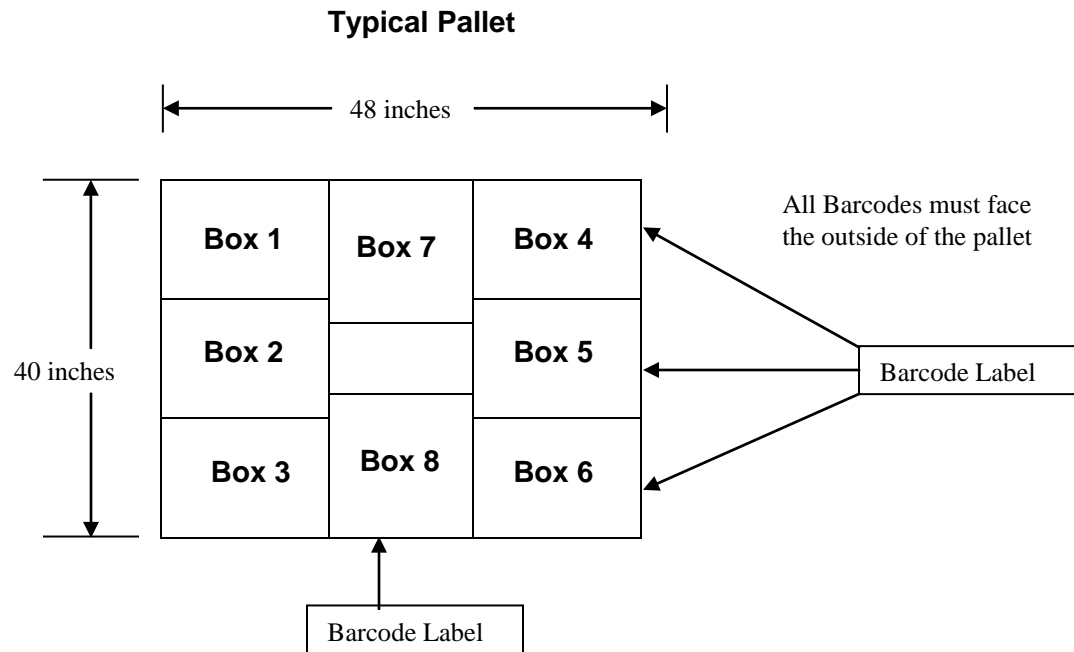 Typical Pallet
48 inches
All Barcodes must face
the outside of the pallet
Box 1
Box 7
Box 4
Box 2
Box 5
40 inches
Barcode Label
Box 3
Box 8
Box 6
Barcode Label